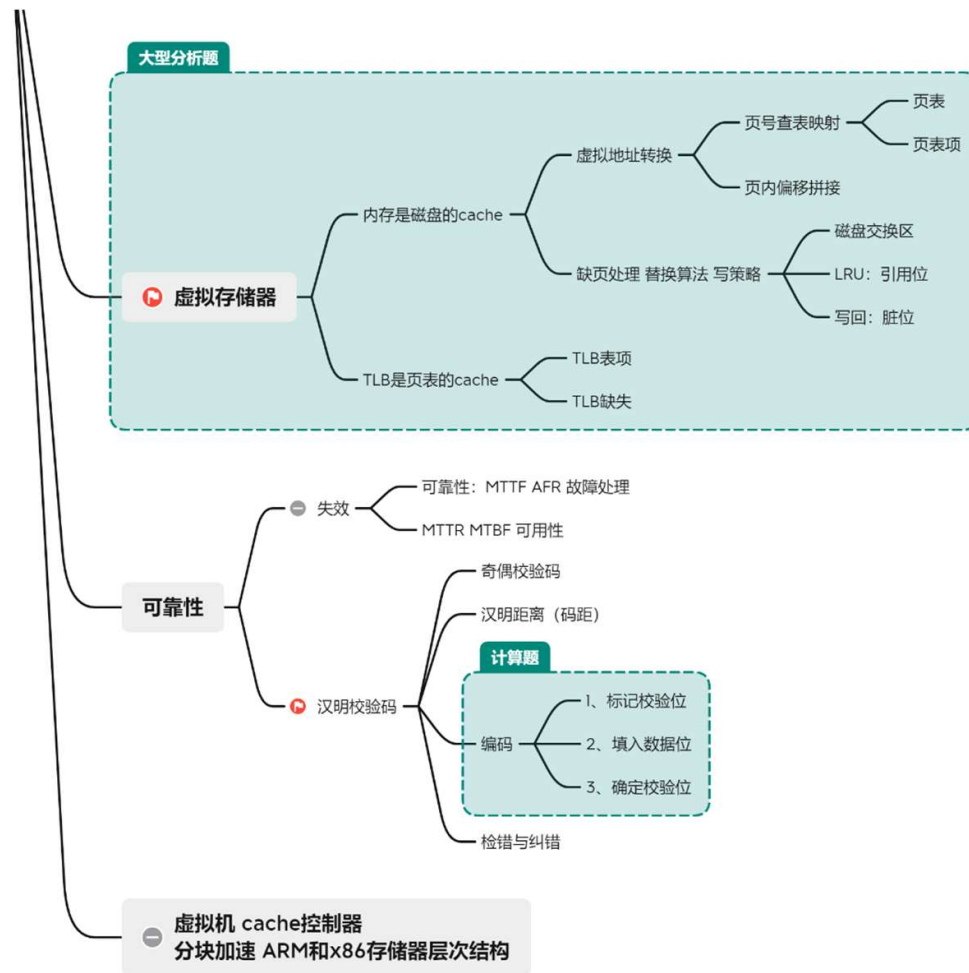 大型分析题
虚拟存储器
内存是磁盘的cache
虚拟地址转换
页号查表映射
页表
页表项
页内偏移拼接
缺页处理 替换算法 写策略
磁盘交换区
LRU：引用位
写回：脏位
TLB是页表的cache
TLB表项
TLB缺失
可靠性
失效
可靠性：MTTF AFR 故障处理
MTTR MTBF 可用性
汉明校验码
奇偶校验码
汉明距离（码距）
计算题
编码
1、标记校验位
2、填入数据位
3、确定校验位
检错与纠错
虚拟机 cache控制器
分块加速 ARM和x86存储器层次结构